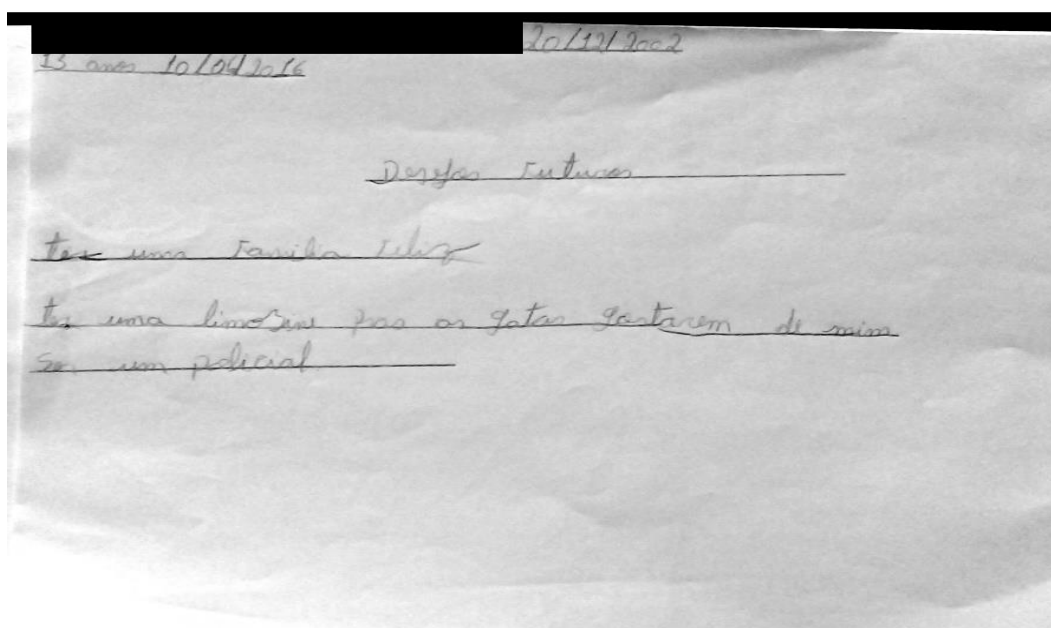 20/12/2002
13 anos 10/06/2016
Desejos Futuros
ter uma Familia Feliz
ter uma limosine pras as gatas gostarem de mim
Ser um policial